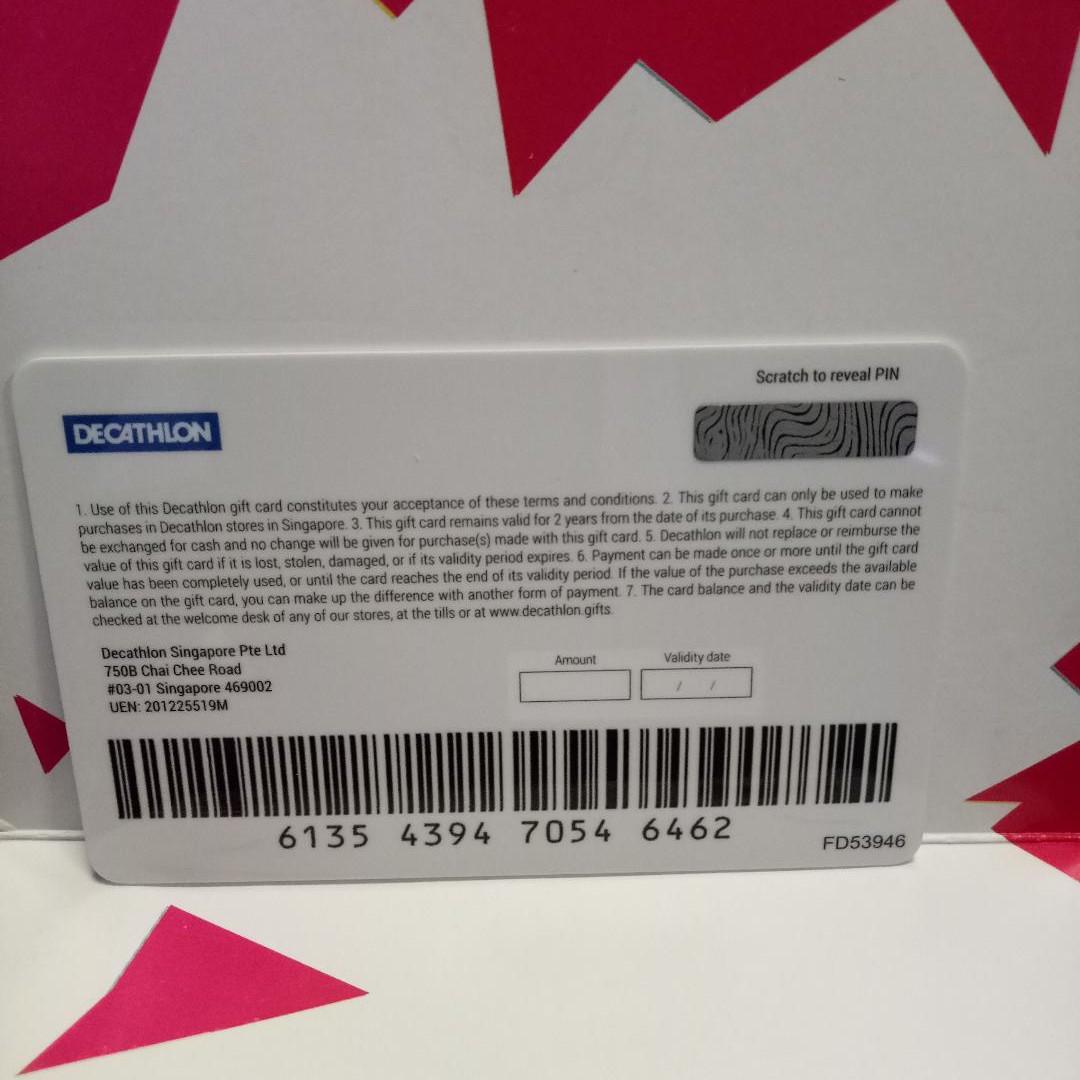 Scratch to reveal PIN
DECATHLON
1. Use of this Decathlon gift card constitutes your acceptance of these terms and conditions. 2. This gift card can only be used to make
purchases in Decathlon stores in Singapore. 3. This gift card remains valid for 2 years from the date of its purchase. 4. This gift card cannot
be exchanged for cash and no change will be given for purchase(s) made with this gift card. 5. Decathlon will not replace or reimburse the
value of this gift card if it is lost, stolen, damaged, or if its validity period expires. 6. Payment can be made once or more until the gift card
value has been completely used, or until the card reaches the end of its validity period. If the value of the purchase exceeds the available
balance on the gift card, you can make up the difference with another form of payment. 7. The card balance and the validity date can be
checked at the welcome desk of any of our stores, at the tills or at www.decathlon.gifts.
Decathlon Singapore Pte Ltd
750B Chai Chee Road
#03-01 Singapore 469002
UEN: 201225519M
Amount
Validity date
/ /
6135 4394 7054 6462
FD53946